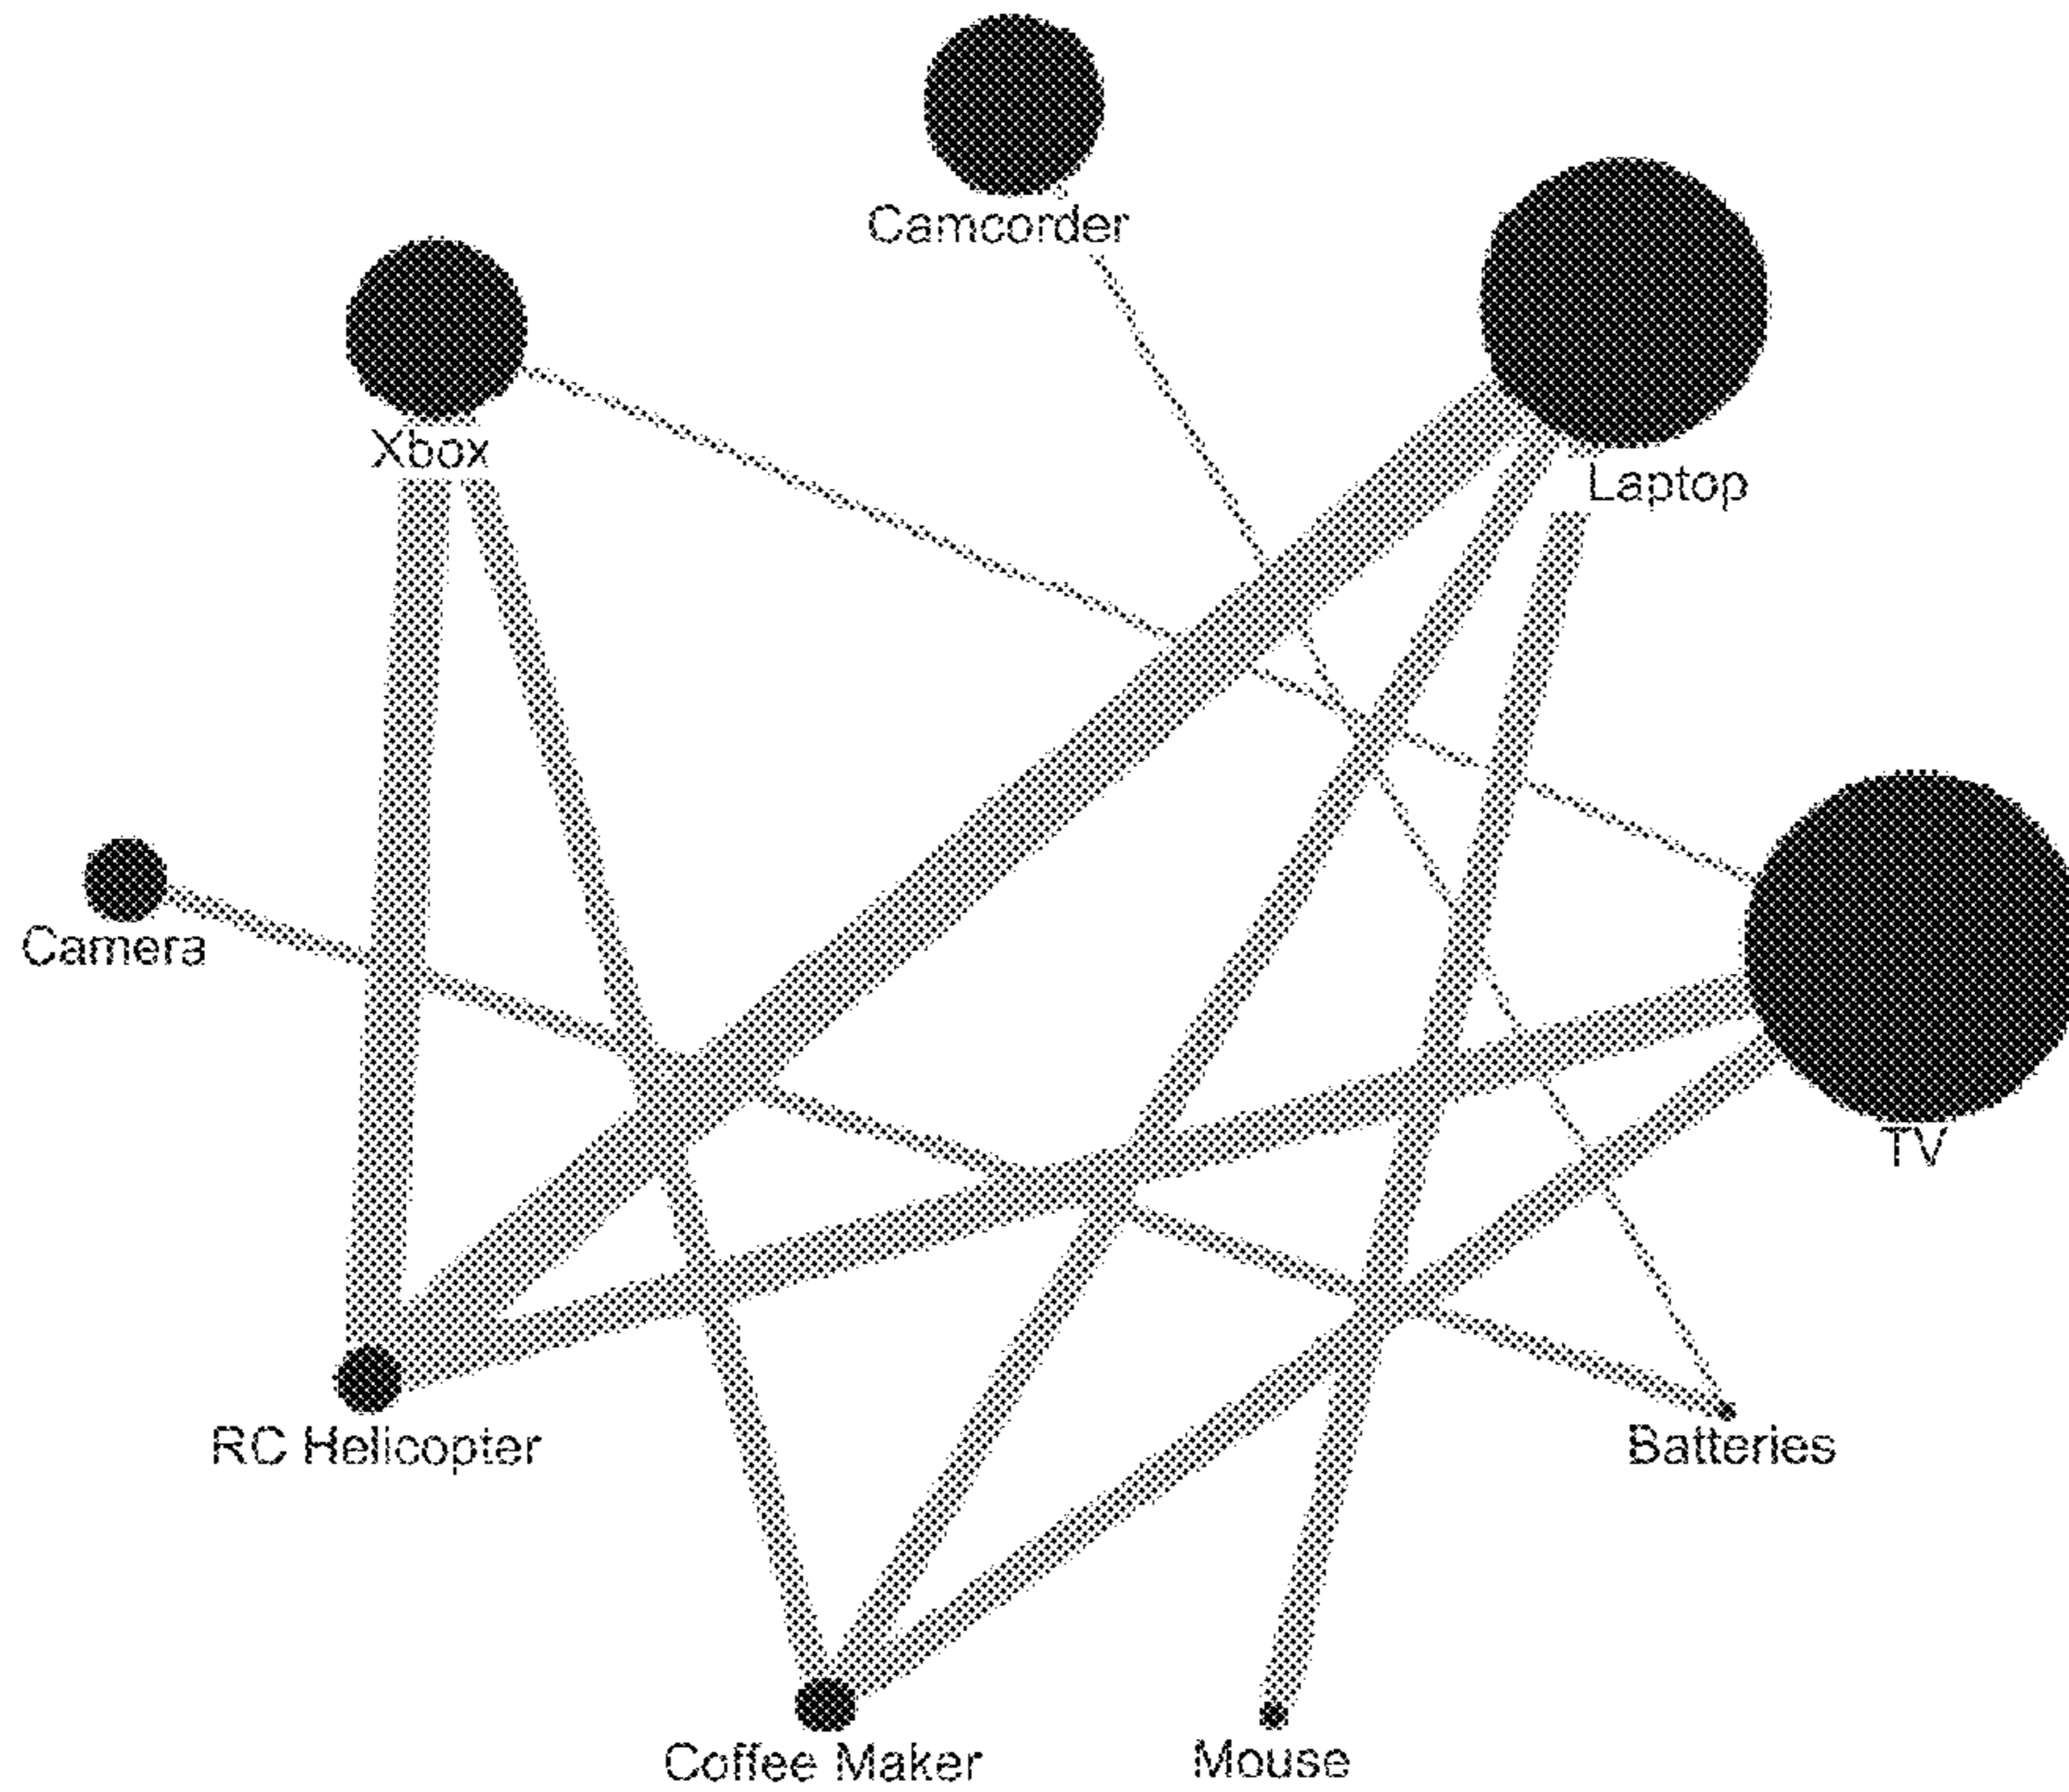 Camcorder
Xbox
Laptop
Camera
TV
RC Helicopter
Batteries
Coffee Maker
Mouse